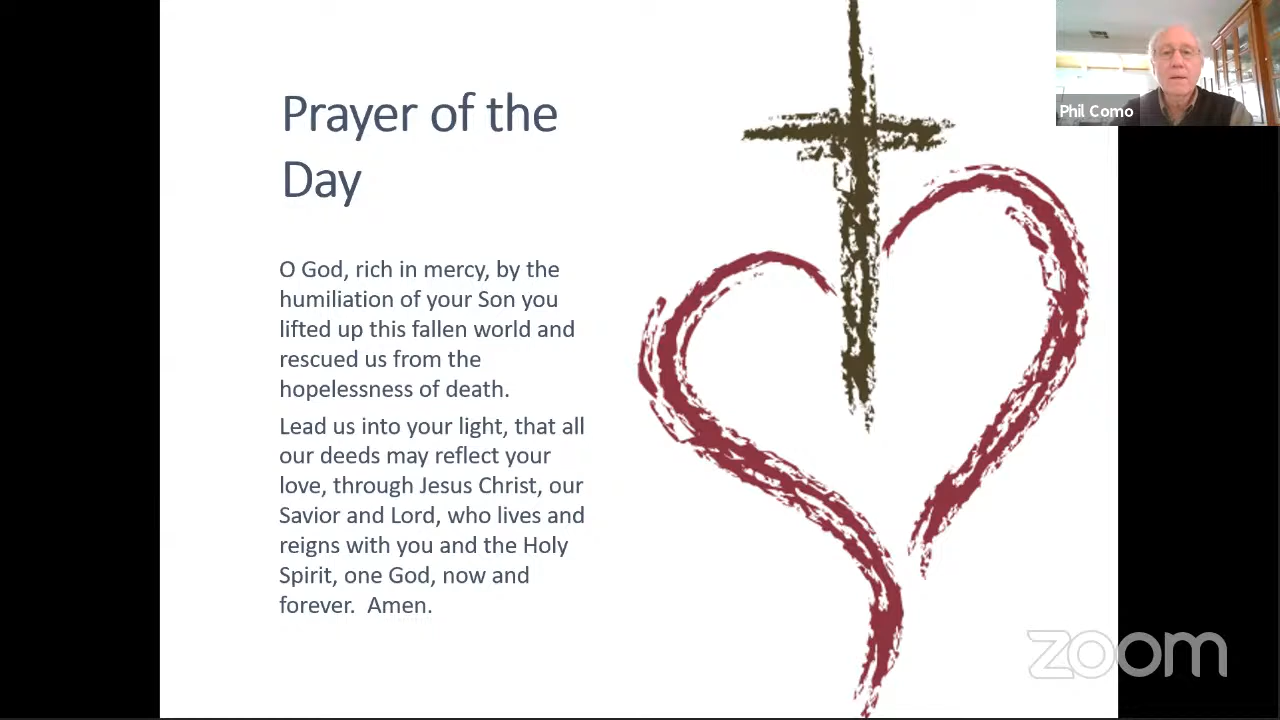 Prayer of the
Day
O God, rich in mercy, by the
humiliation of your Son you
lifted up this fallen world and
rescued us from the
hopelessness of death.
Lead us into your light, that all
our deeds may reflect your
love, through Jesus Christ, our
Savior and Lord, who lives and
reigns with you and the Holy
Spirit, one God, now and
forever.  Amen.
Phil Como
zoom